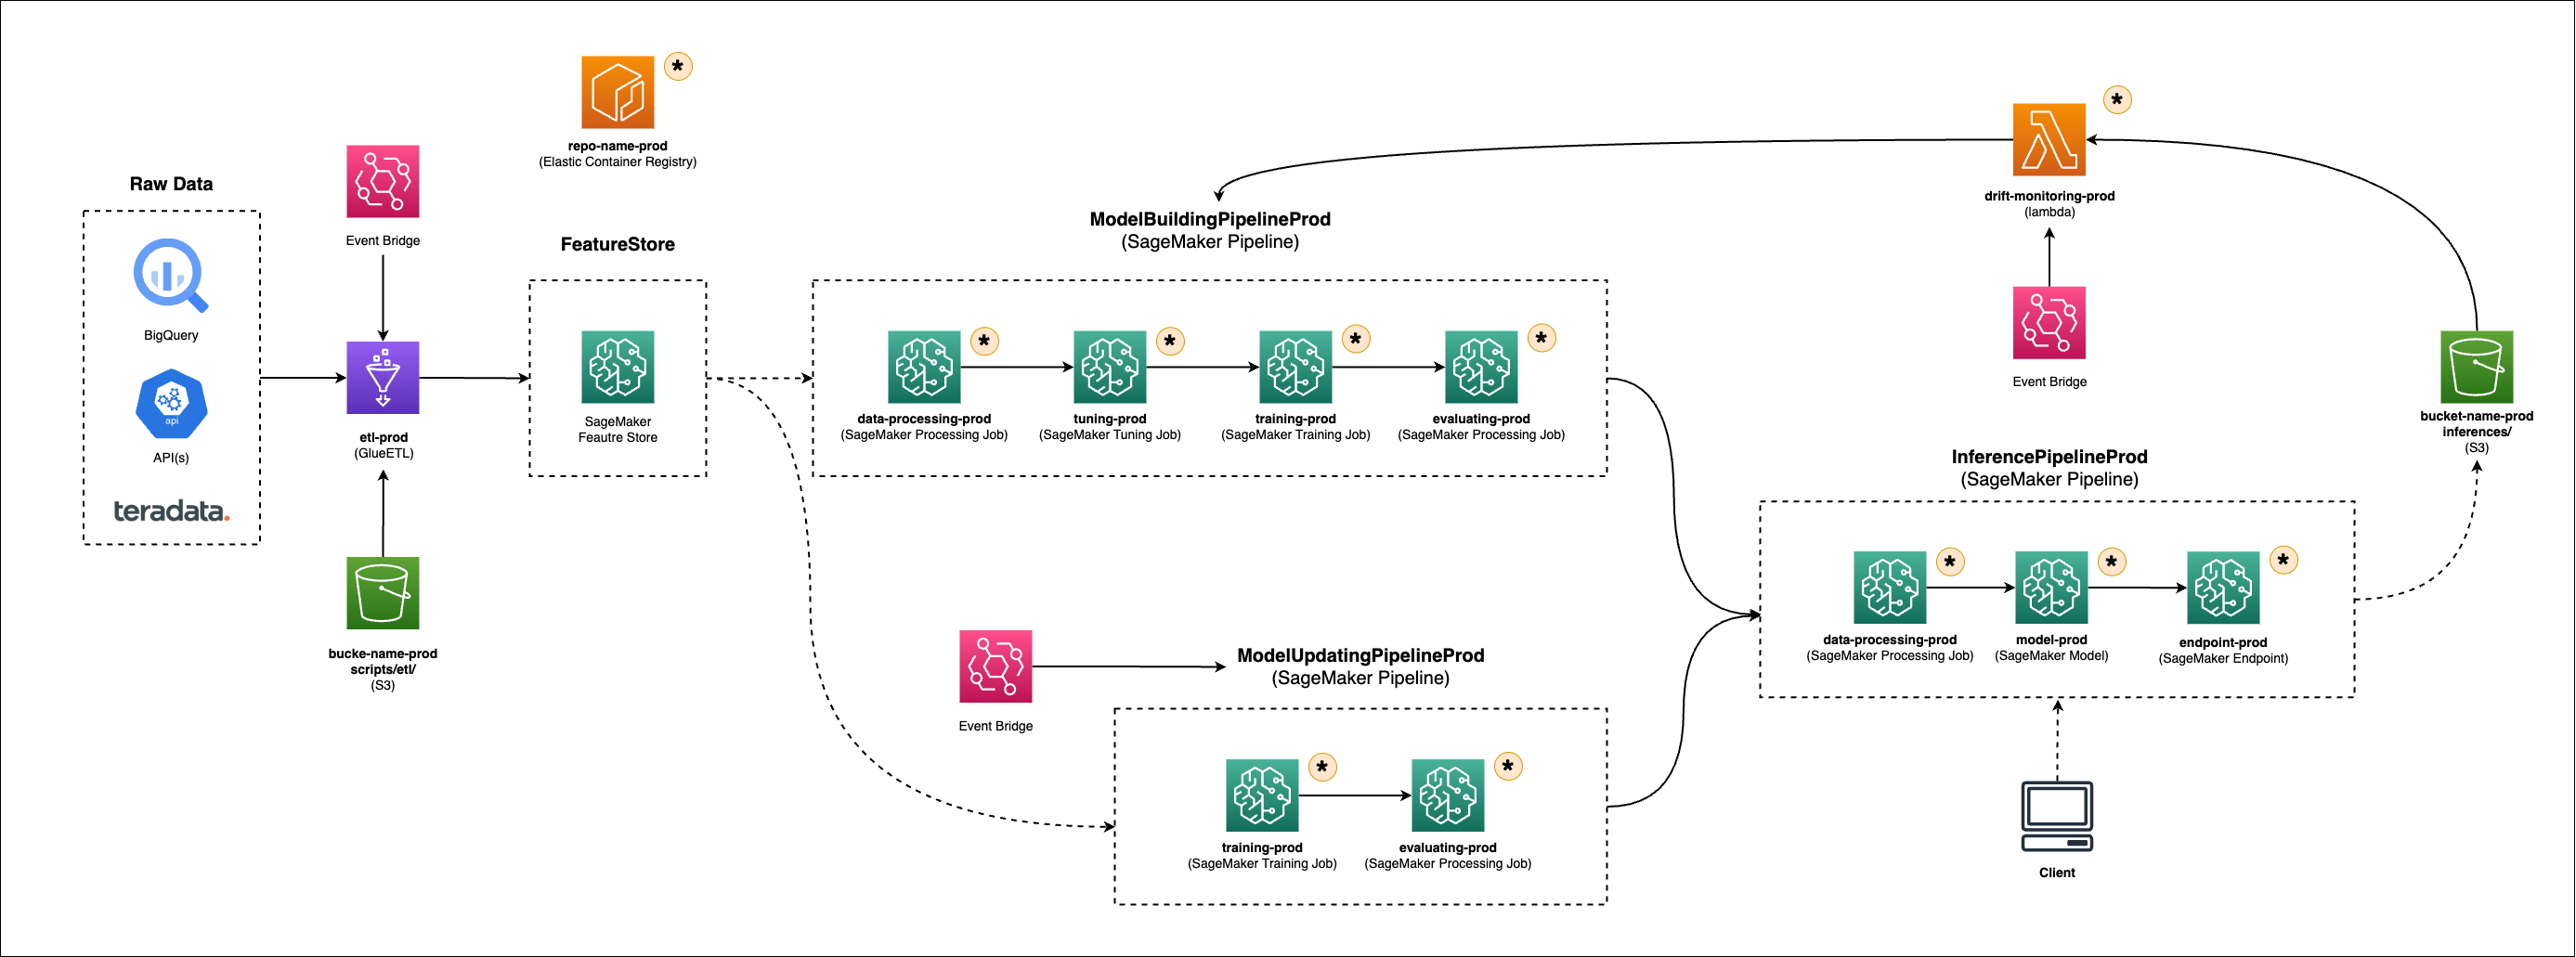 *
repo-name-prod
(Elastic Container Registry)
Raw Data
BigQuery
api
API(s)
teradata.
Event Bridge
etl-prod
(GlueETL)
bucke-name-prod
scripts/etl/
(S3)
FeatureStore
SageMaker
Feautre Store
ModelBuildingPipelineProd
(SageMaker Pipeline)
*
data-processing-prod
(SageMaker Processing Job)
*
tuning-prod
(SageMaker Tuning Job)
*
training-prod
(SageMaker Training Job)
*
evaluating-prod
(SageMaker Processing Job)
Event Bridge
ModelUpdatingPipelineProd
(SageMaker Pipeline)
*
training-prod
(SageMaker Training Job)
*
evaluating-prod
(SageMaker Processing Job)
*
drift-monitoring-prod
(lambda)
Event Bridge
InferencePipelineProd
(SageMaker Pipeline)
*
data-processing-prod
(SageMaker Processing Job)
*
model-prod
(SageMaker Model)
*
endpoint-prod
(SageMaker Endpoint)
Client
bucket-name-prod
inferences/
(S3)